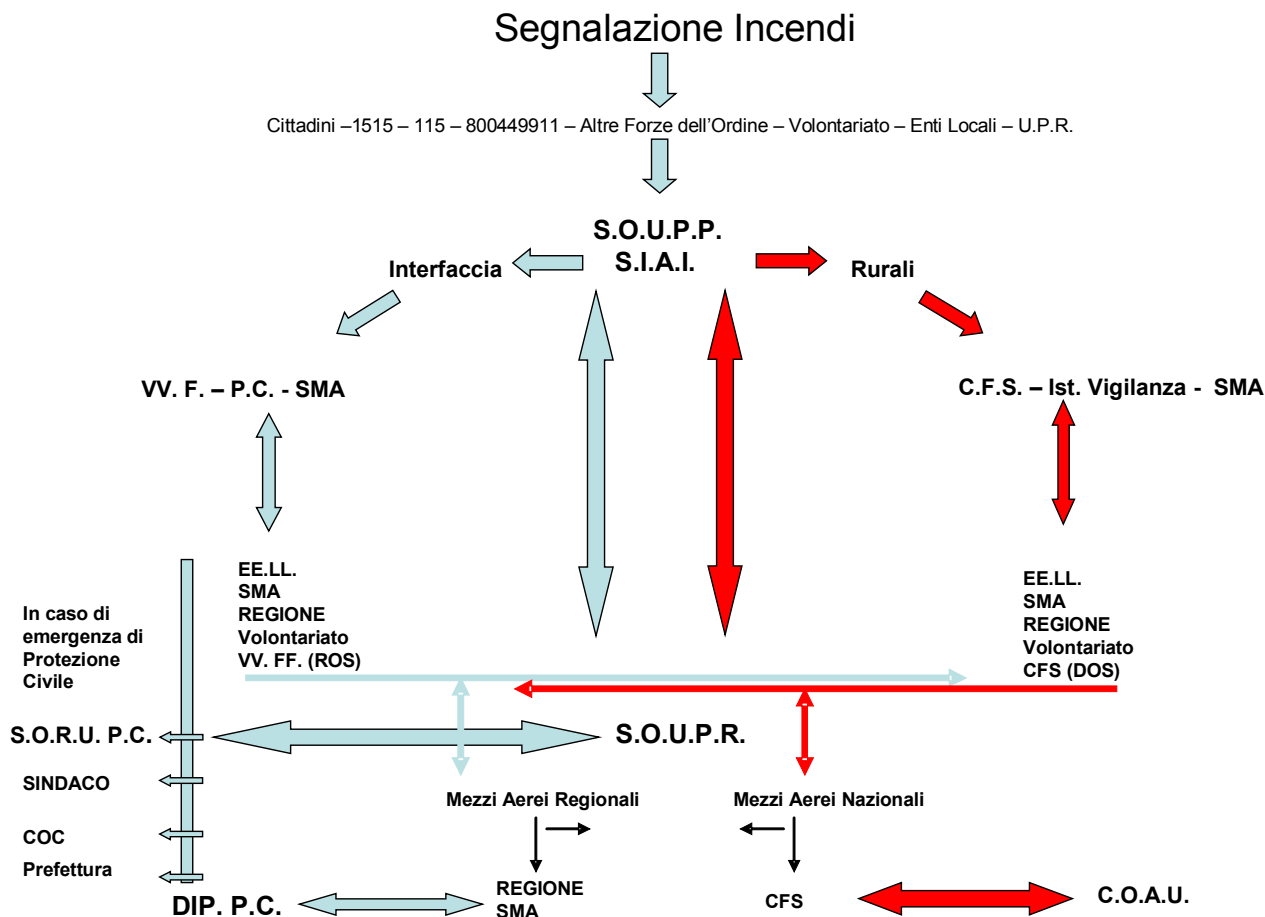 Segnalazione Incendi
Cittadini –1515 – 115 – 800449911 – Altre Forze dell'Ordine – Volontariato – Enti Locali – U.P.R.
S.O.U.P.P.
S.I.A.I.
Interfaccia
Rurali
VV. F. – P.C. - SMA
C.F.S. – Ist. Vigilanza - SMA
EE.LL.
SMA
REGIONE
Volontariato
VV. FF. (ROS)
EE.LL.
SMA
REGIONE
Volontariato
CFS (DOS)
In caso di
emergenza di
Protezione
Civile
S.O.R.U. P.C.
S.O.U.P.R.
SINDACO
COC
Prefettura
Mezzi Aerei Regionali
Mezzi Aerei Nazionali
DIP. P.C.
REGIONE
SMA
CFS
C.O.A.U.